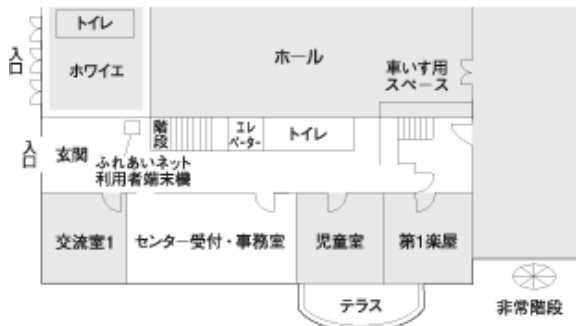 トイレ
ホワイエ
入口
ホール
車いす用
スペース
入口
玄関
ふれあいネット
利用者端末機
階段
エレ
ベーター
トイレ
交流室1
センター受付・事務室
児童室
第1楽屋
テラス
非常階段